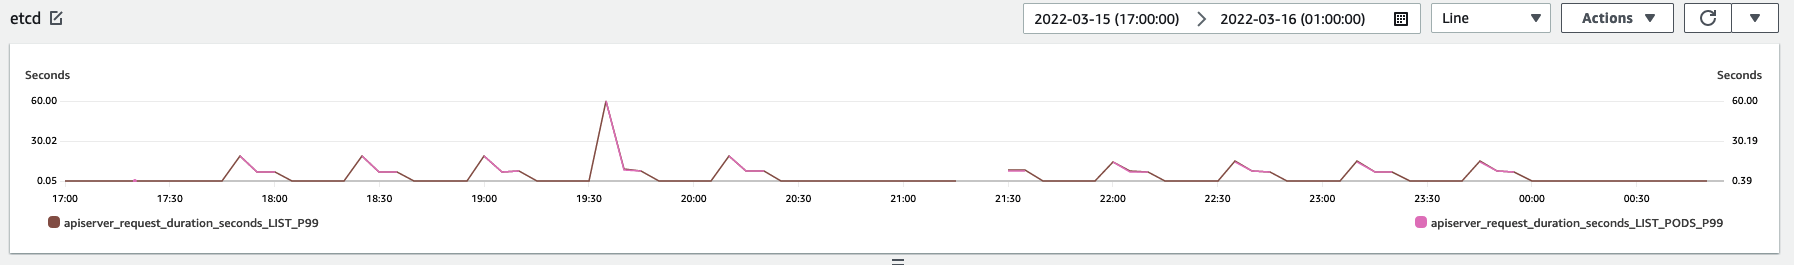 etcd
2022-03-15 (17:00:00) 2022-03-16 (01:00:00)
Line
Actions
Seconds Seconds
60.00 60.00
30.02 30.19
0.05 0.39
17:00 17:30 18:00 18:30 19:00 19:30 20:00 20:30 21:00 21:30 22:00 22:30 23:00 23:30 00:00 00:30
apiserver_request_duration_seconds_LIST_P99 apiserver_request_duration_seconds_LIST_PODS_P99